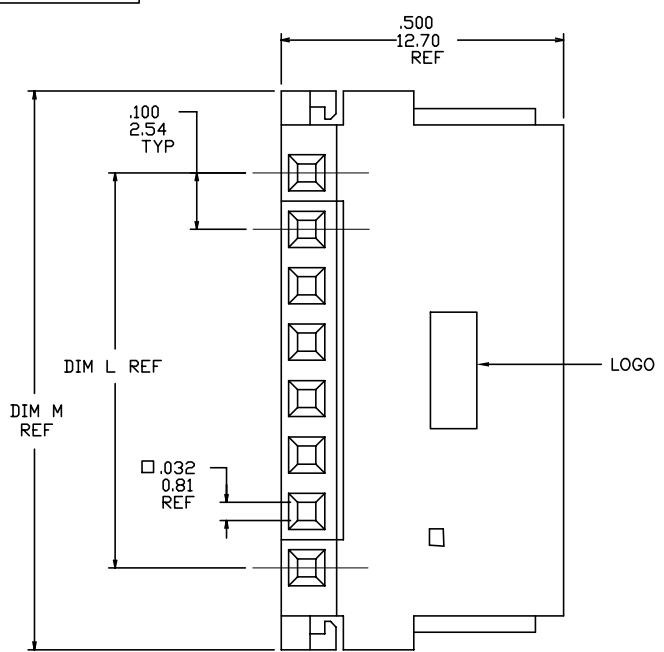 .500
12.70
REF
.100
2.54
TYP
DIM L REF
LOGO
DIM M
REF
□ .032
0.81
REF